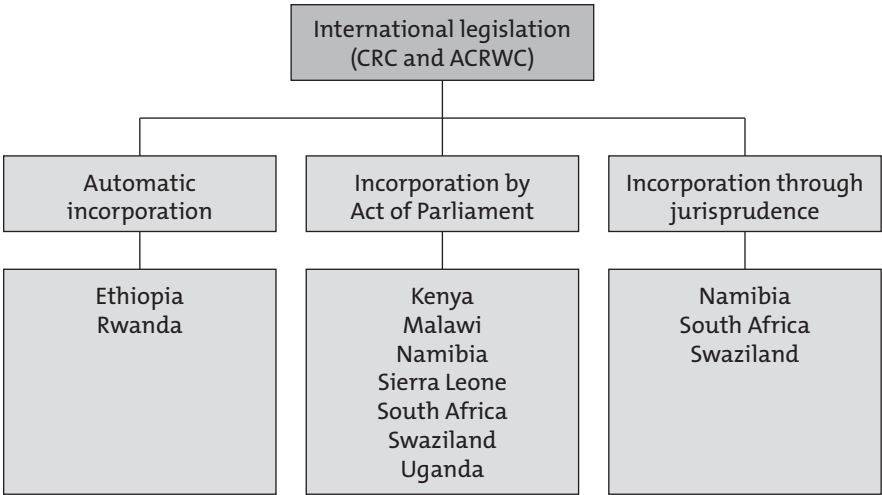 International legislation
(CRC and ACRWC)
Automatic
incorporation
Incorporation by
Act of Parliament
Incorporation through
jurisprudence
Ethiopia
Rwanda
Kenya
Malawi
Namibia
Sierra Leone
South Africa
Swaziland
Uganda
Namibia
South Africa
Swaziland